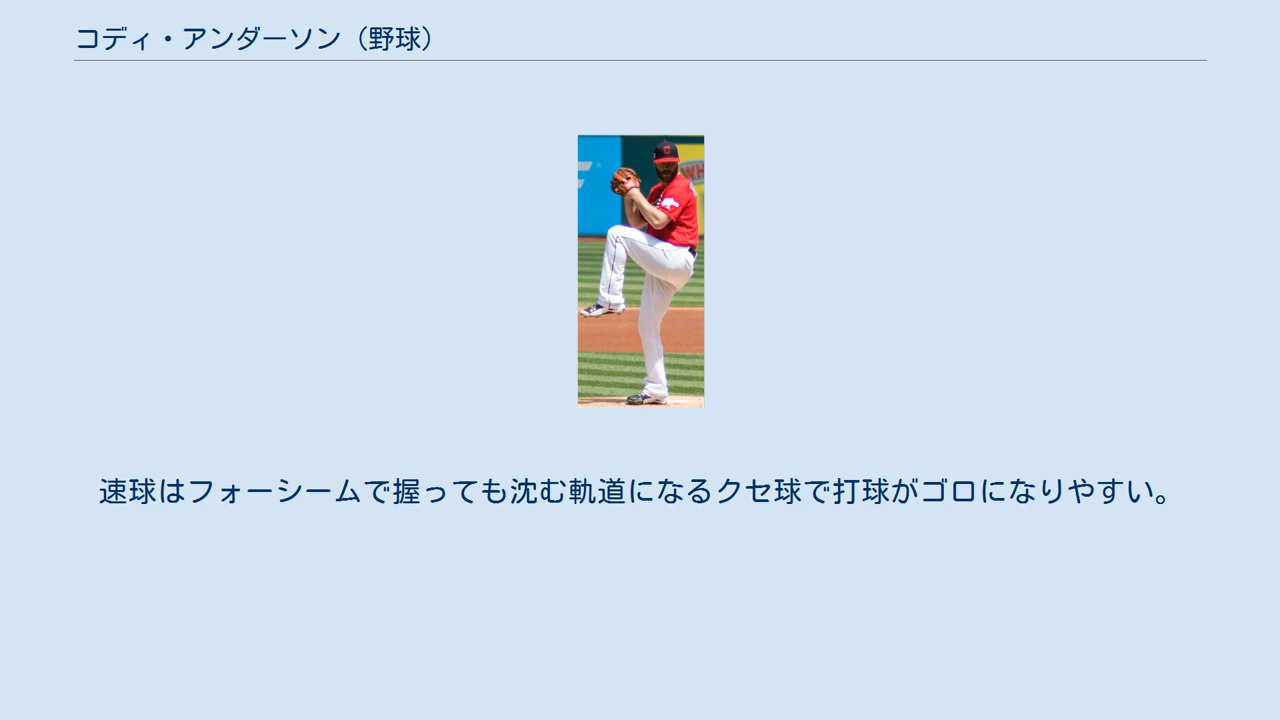 コディ・アンダーソン（野球）
速球はフォーシームで握っても沈む軌道になるクセ球で打球がゴロになりやすい。